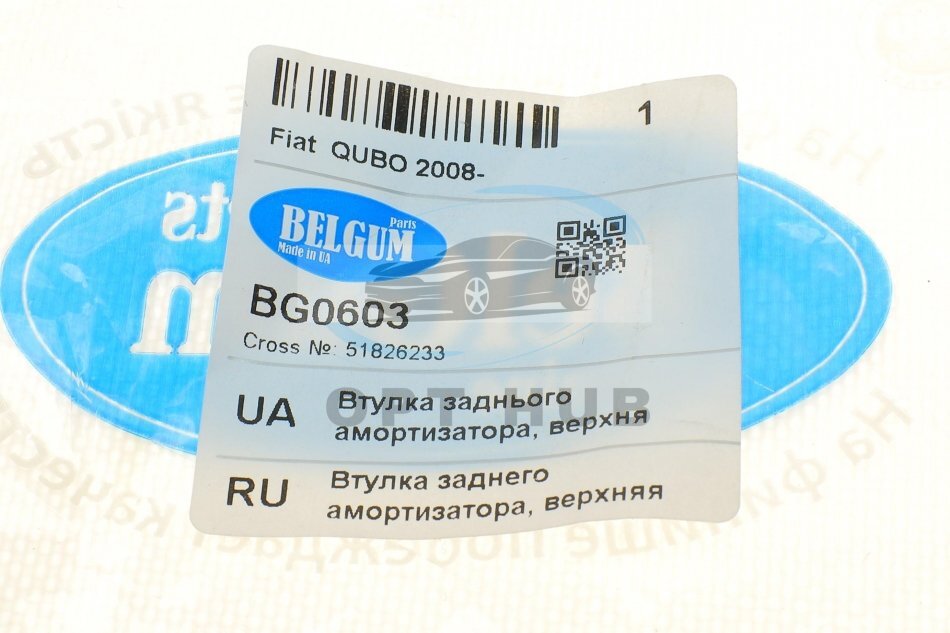 1
Fiat QUBO 2008-
Parts
BELGUM
Made in UA
BG0603
Cross №: 51826233
OPT HUB
UA
Втулка заднього
амортизатора, верхня
RU
Втулка заднего
амортизатора, верхняя